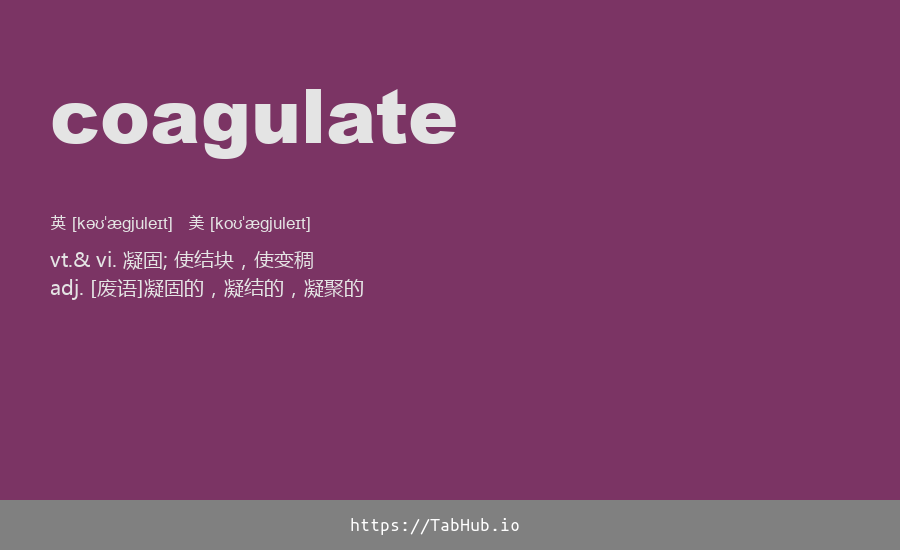 coagulate
英 [kəʊˈægjuleɪt] 美 [koʊˈægjuleɪt]
vt.& vi. 凝固; 使结块，使变稠
adj. [废语]凝固的，凝结的，凝聚的
https://TabHub.io